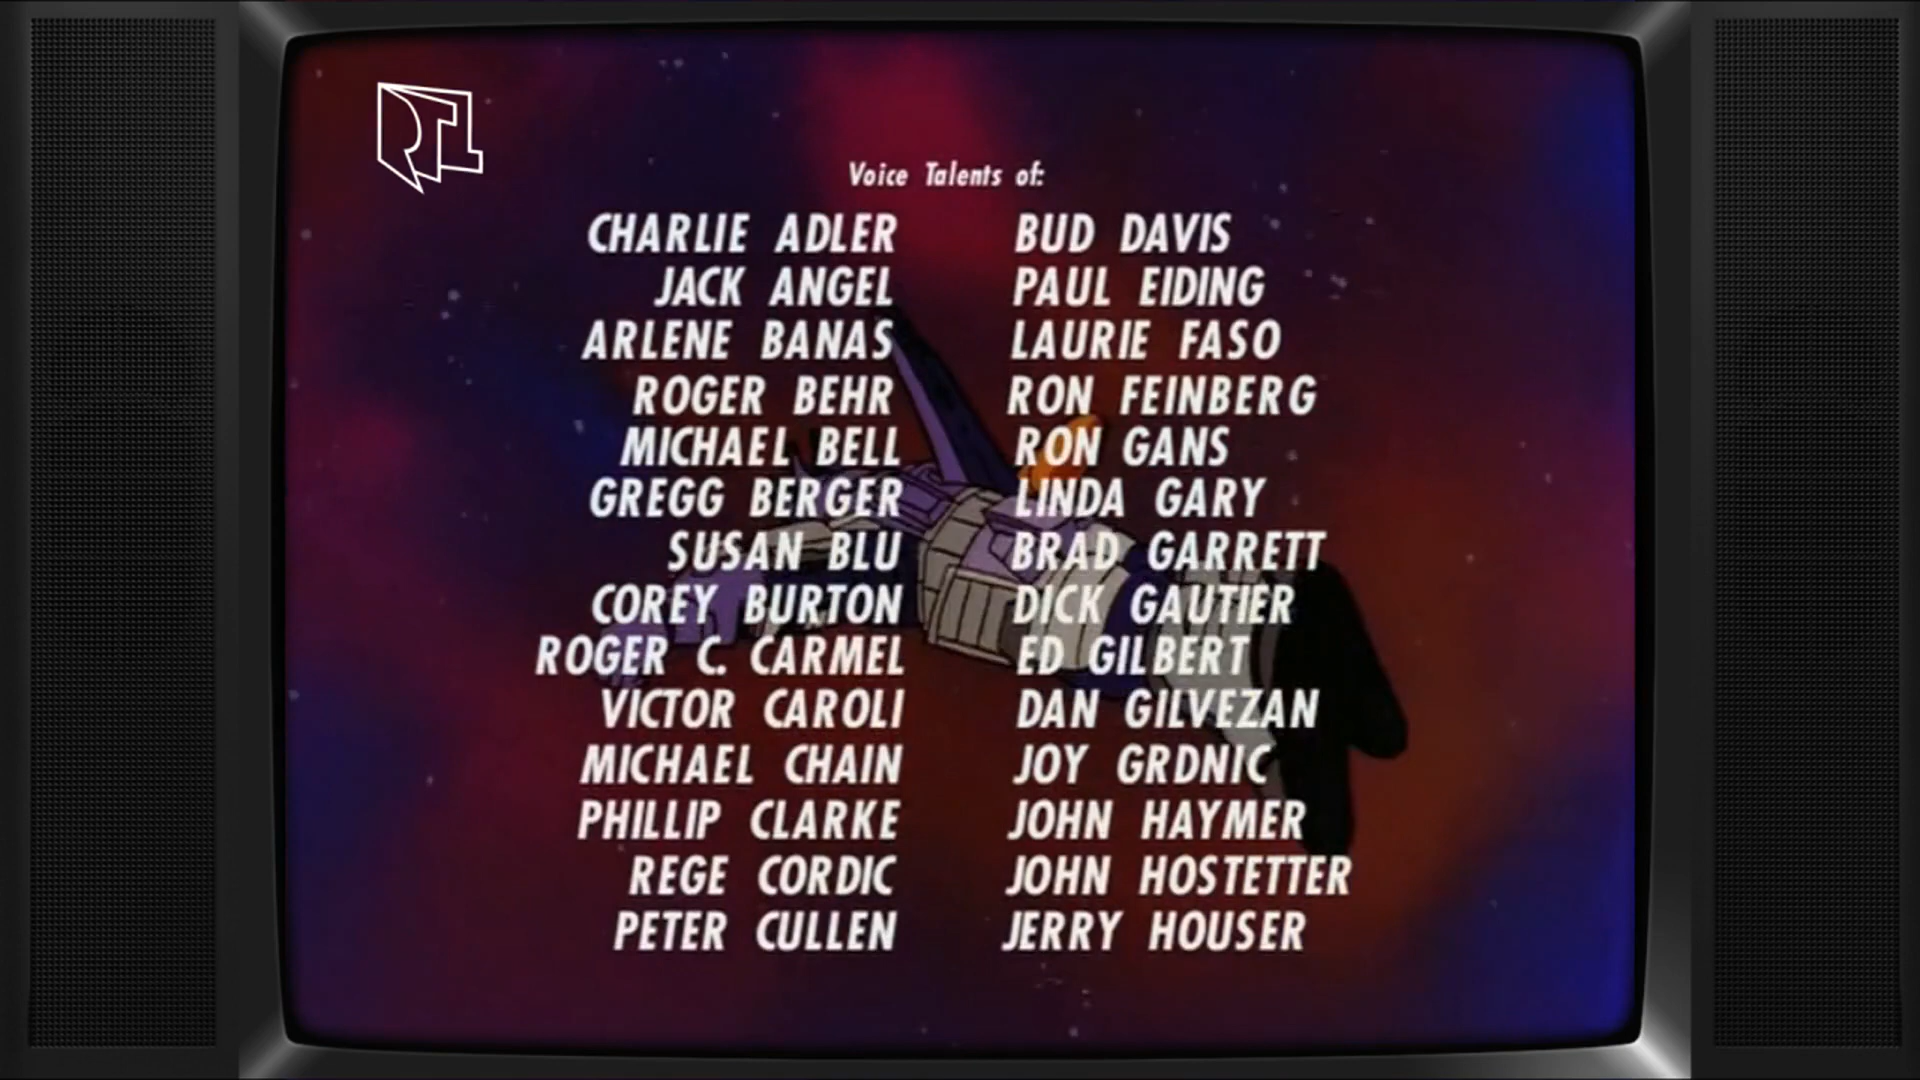 RTL
Voice Talents of:
CHARLIE ADLER
JACK ANGEL
ARLENE BANAS
ROGER BEHR
MICHAEL BELL
GREGG BERGER
SUSAN BLU
COREY BURTON
ROGER C. CARMEL
VICTOR CAROLI
MICHAEL CHAIN
PHILLIP CLARKE
REGE CORDIC
PETER CULLEN
BUD DAVIS
PAUL EIDING
LAURIE FASO
RON FEINBERG
RON GANS
LINDA GARY
BRAD GARRETT
DICK GAUTIER
ED GILBERT
DAN GILVEZAN
JOY GRDNIC
JOHN HAYMER
JOHN HOSTETTER
JERRY HOUSER